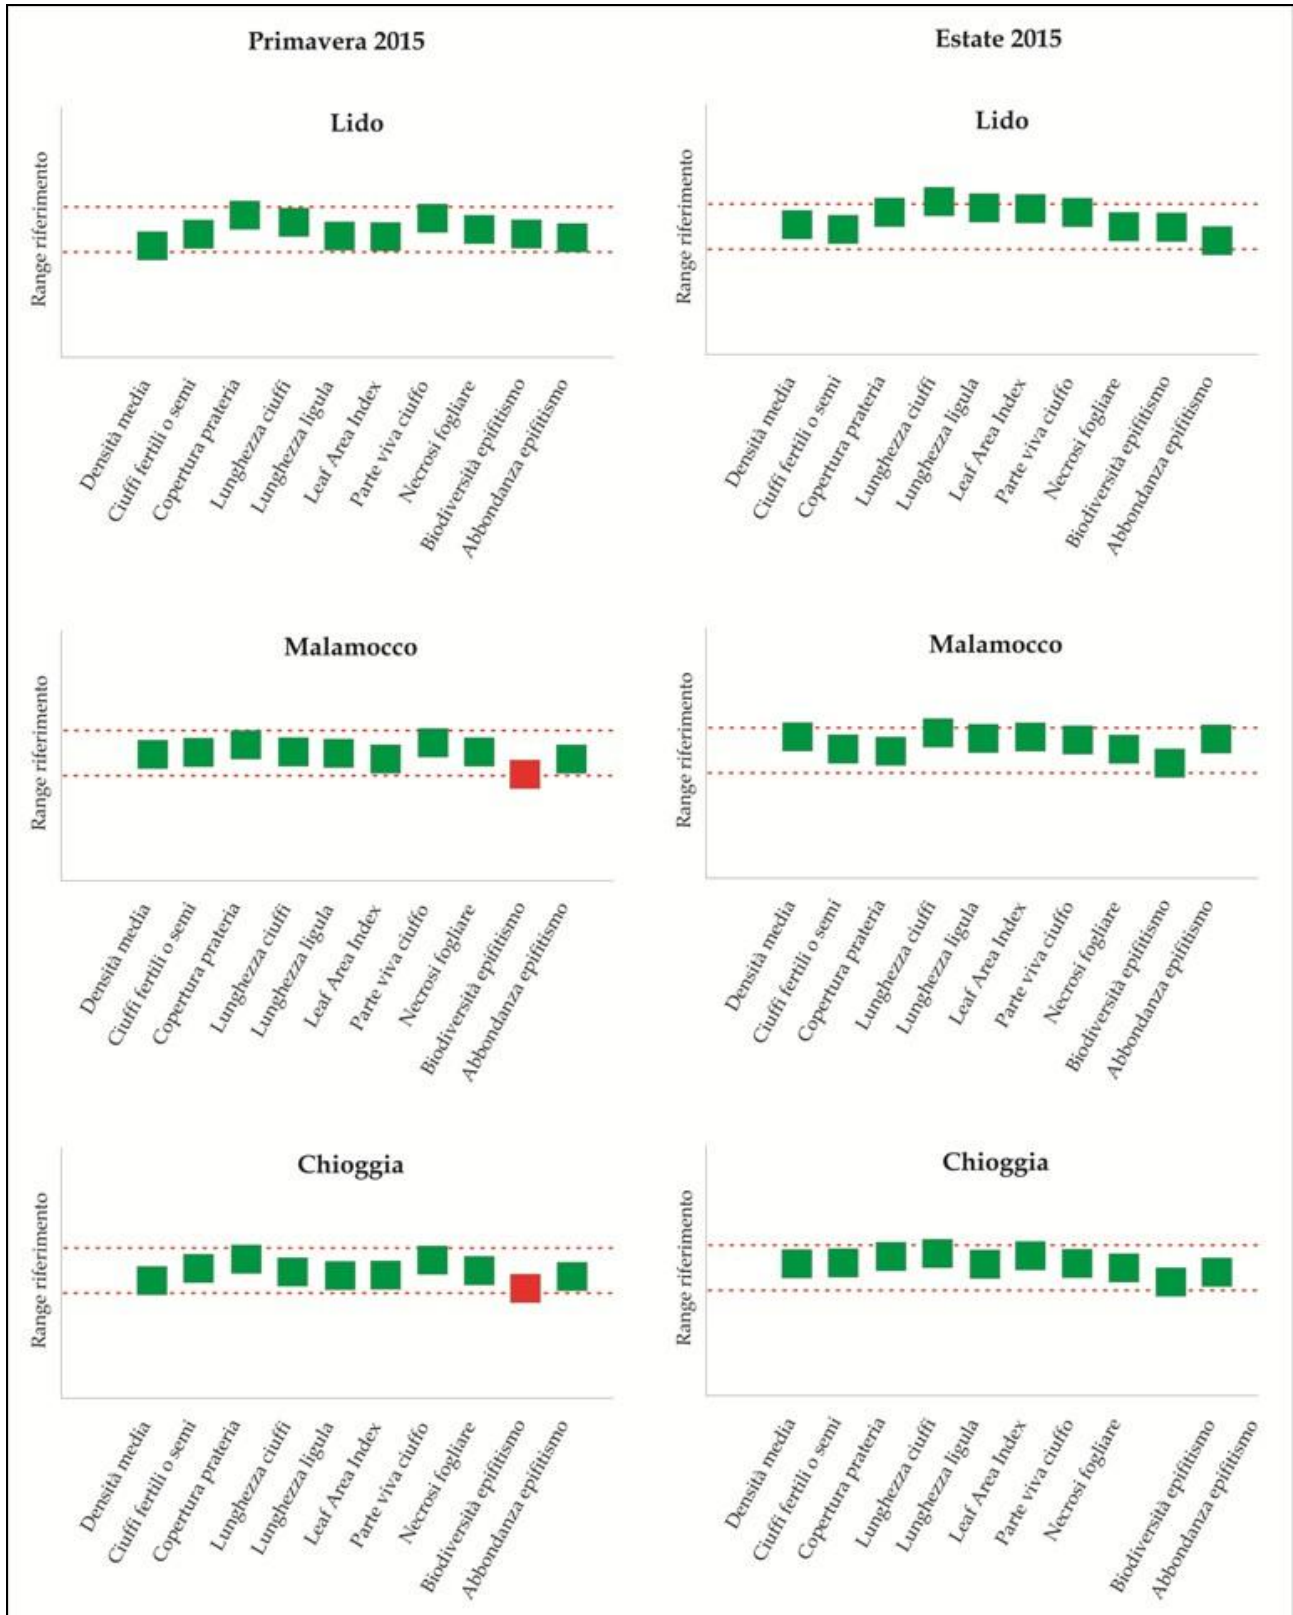 Primavera 2015
Estate 2015
Lido
Range riferimento
Densità media
Ciuffi fertili o semi
Copertura prateria
Lunghezza ciuffi
Lunghezza ligula
Leaf Area Index
Parte viva ciuffo
Necrosi fogliare
Biodiversità epifitismo
Abbondanza epifitismo
Lido
Range riferimento
Densità media
Ciuffi fertili o semi
Copertura prateria
Lunghezza ciuffi
Lunghezza ligula
Leaf Area Index
Parte viva ciuffo
Necrosi fogliare
Biodiversità epifitismo
Abbondanza epifitismo
Malamocco
Range riferimento
Densità media
Ciuffi fertili o semi
Copertura prateria
Lunghezza ciuffi
Lunghezza ligula
Leaf Area Index
Parte viva ciuffo
Necrosi fogliare
Biodiversità epifitismo
Abbondanza epifitismo
Malamocco
Range riferimento
Densità media
Ciuffi fertili o semi
Copertura prateria
Lunghezza ciuffi
Lunghezza ligula
Leaf Area Index
Parte viva ciuffo
Necrosi fogliare
Biodiversità epifitismo
Abbondanza epifitismo
Chioggia
Range riferimento
Densità media
Ciuffi fertili o semi
Copertura prateria
Lunghezza ciuffi
Lunghezza ligula
Leaf Area Index
Parte viva ciuffo
Necrosi fogliare
Biodiversità epifitismo
Abbondanza epifitismo
Chioggia
Range riferimento
Densità media
Ciuffi fertili o semi
Copertura prateria
Lunghezza ciuffi
Lunghezza ligula
Leaf Area Index
Parte viva ciuffo
Necrosi fogliare
Biodiversità epifitismo
Abbondanza epifitismo